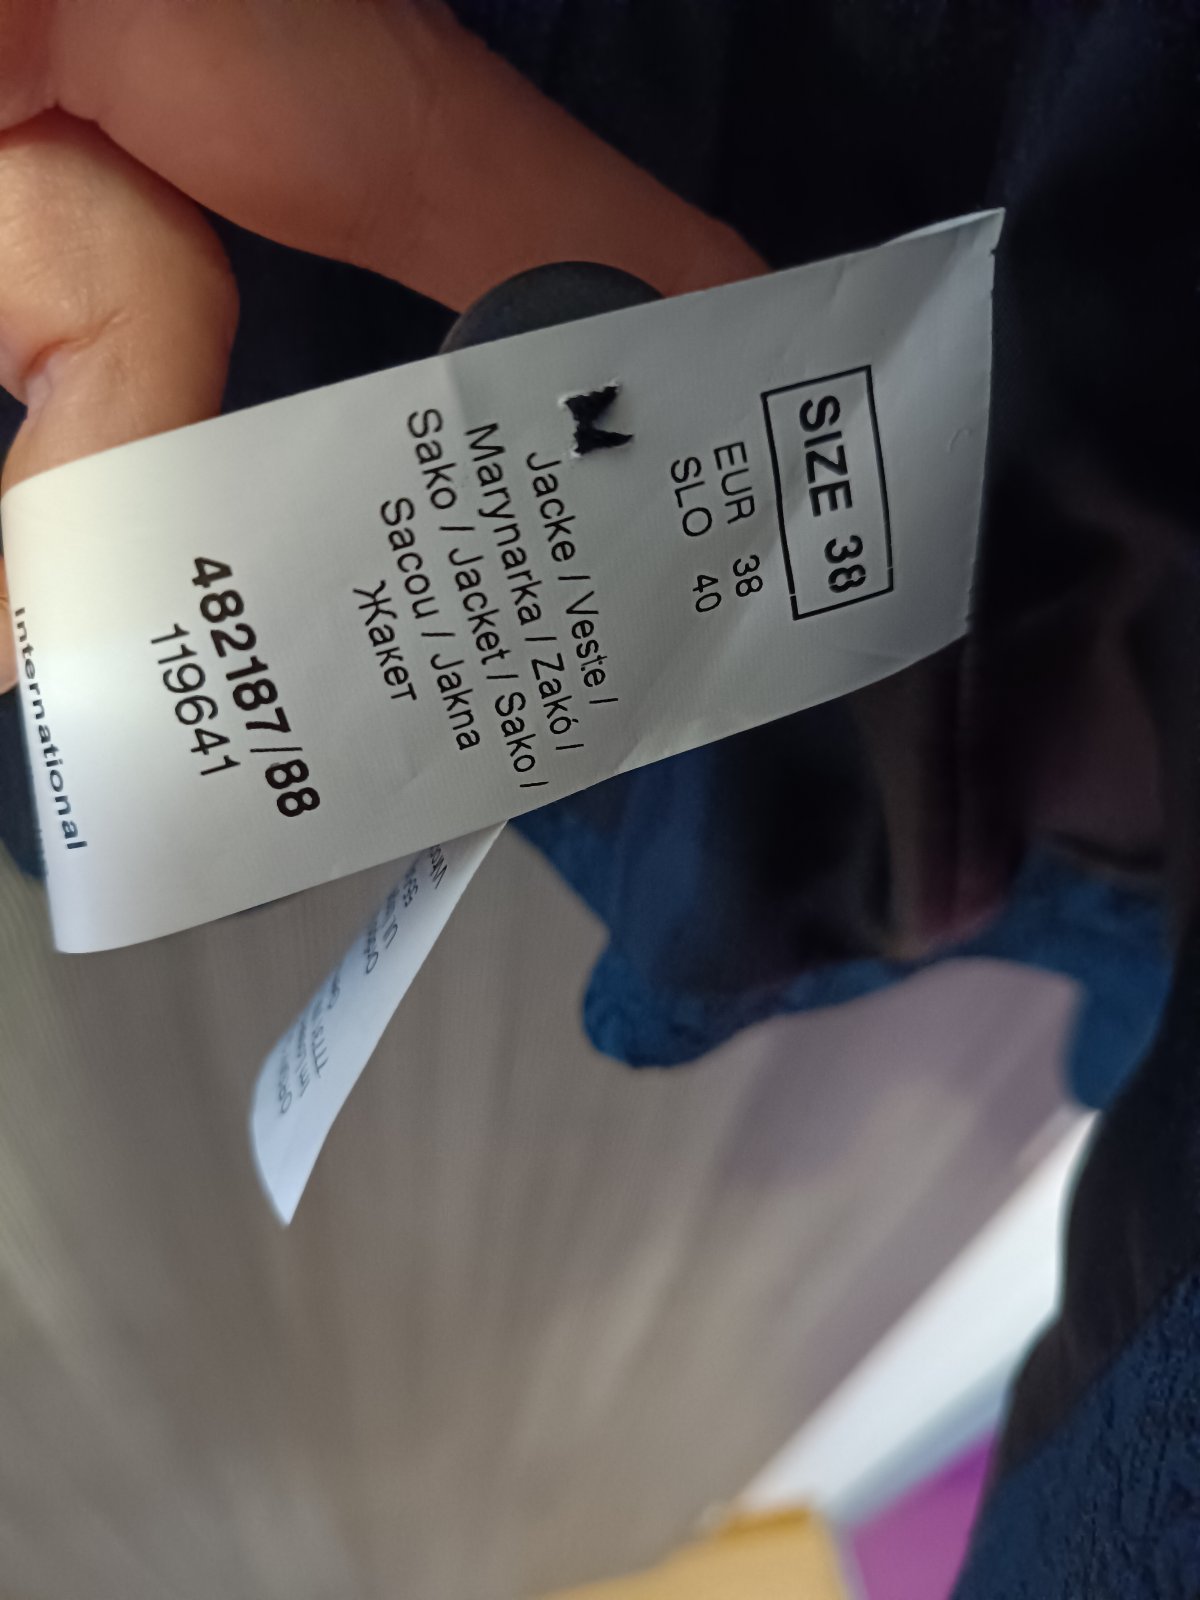 SIZE 38
EUR 38
SLO 40
Jacke / Veste /
Marynarka / Zakó /
Sako / Jacket / Sako /
Sacou / Jakna
Жакет
482187/88
119641
International